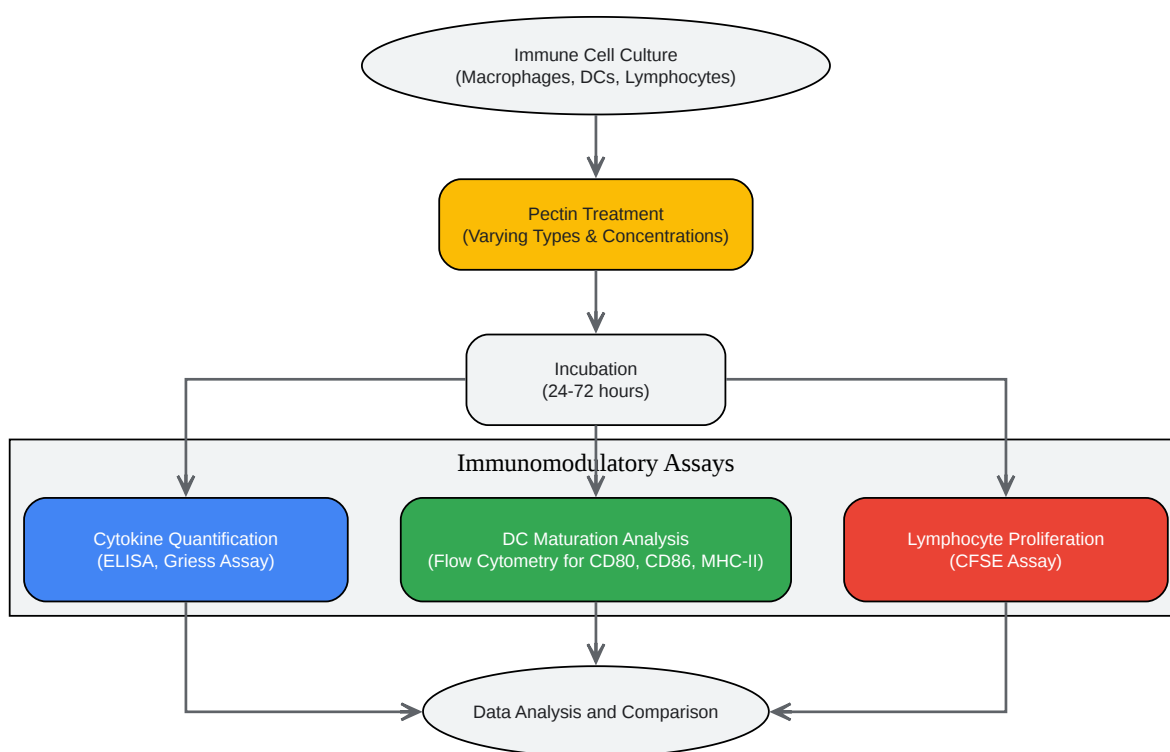 Immune Cell Culture
(Macrophages, DCs, Lymphocytes)
Pectin Treatment
(Varying Types & Concentrations)
Incubation
(24-72 hours)
Immunomodulatory Assays
Cytokine Quantification
(ELISA, Griess Assay)
DC Maturation Analysis
(Flow Cytometry for CD80, CD86, MHC-II)
Lymphocyte Proliferation
(CFSE Assay)
Data Analysis and Comparison